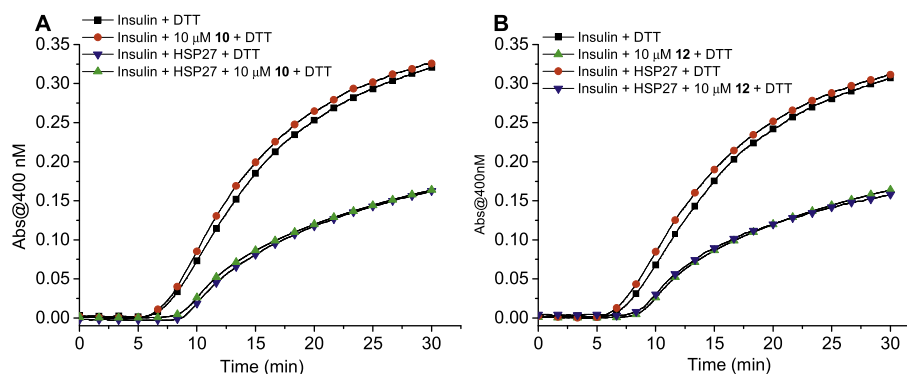 A
Insulin + DTT
Insulin + 10 μM 10 + DTT
Insulin + HSP27 + DTT
Insulin + HSP27 + 10 μM 10 + DTT
0.35
0.30
0.25
0.20
0.15
0.10
0.05
0.00
Abs@400 nM
0 5 10 15 20 25 30
Time (min)
B
Insulin + DTT
Insulin + 10 μM 12 + DTT
Insulin + HSP27 + DTT
Insulin + HSP27 + 10 μM 12 + DTT
0.35
0.30
0.25
0.20
0.15
0.10
0.05
0.00
Abs@400nM
0 5 10 15 20 25 30
Time (min)